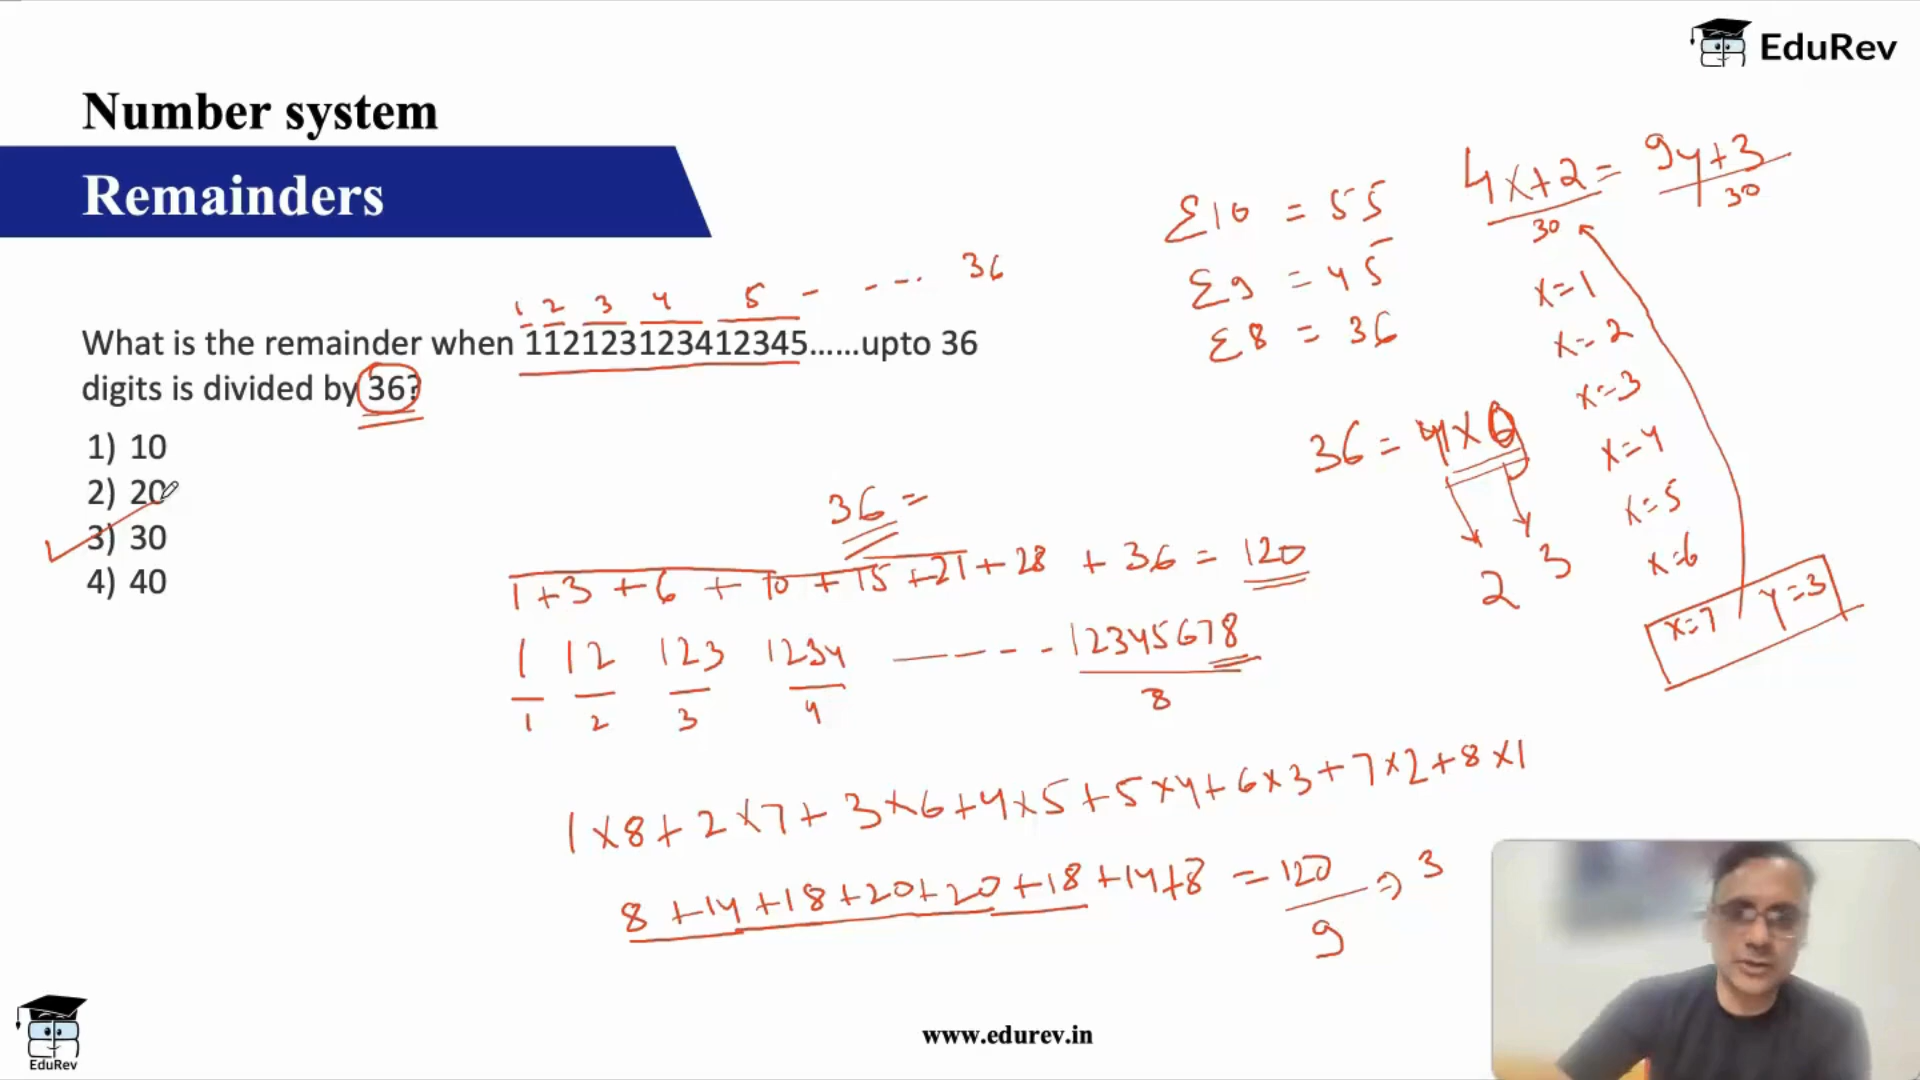 EduRev
Number system
Remainders
Σ10 = 55
Σ9 = 45
Σ8 = 36
4x+2 = 9y+3
30 30
x=1
x=2
x=3
x=4
x=5
x=6
x=7 y=3
1 2 3 4 5 - - - .. 36
What is the remainder when 112123123412345......upto 36
digits is divided by 36?
1) 10
2) 20
3) 30
4) 40
36 = 4×9
2 3
36 =
1 + 3 + 6 + 10 + 15 + 21 + 28 + 36 = 120
1 12 123 1234 - - - - 12345678
1 2 3 4 8
1×8 + 2×7 + 3×6 + 4×5 + 5×4 + 6×3 + 7×2 + 8×1
8 + 14 + 18 + 20 + 20 + 18 + 14 + 8 = 120 ⇒ 3
9
EduRev
www.edurev.in